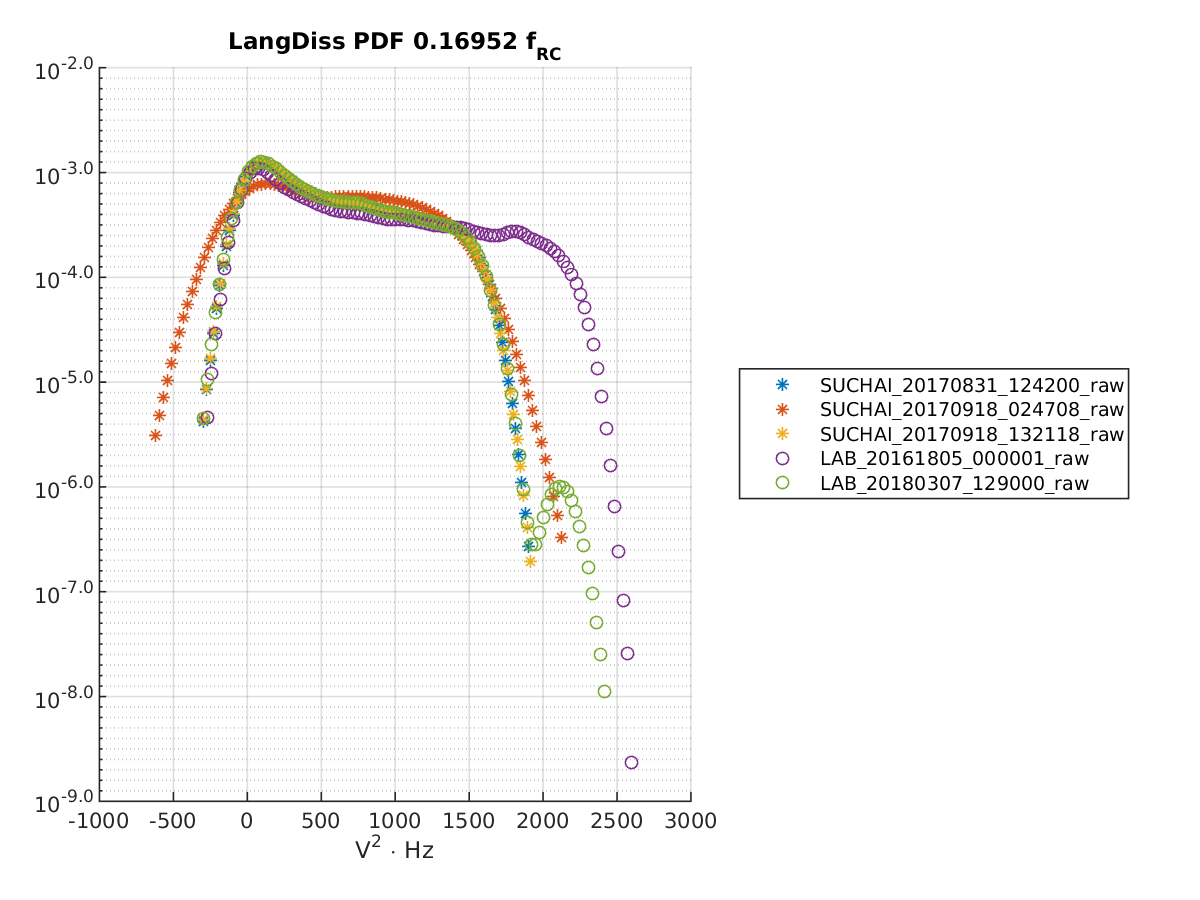 LangDiss PDF 0.16952 f_RC
10^-2.0
10^-3.0
10^-4.0
10^-5.0
10^-6.0
10^-7.0
10^-8.0
10^-9.0
-1000 -500 0 500 1000 1500 2000 2500 3000
V^2 · Hz
SUCHAI_20170831_124200_raw
SUCHAI_20170918_024708_raw
SUCHAI_20170918_132118_raw
LAB_20161805_000001_raw
LAB_20180307_129000_raw